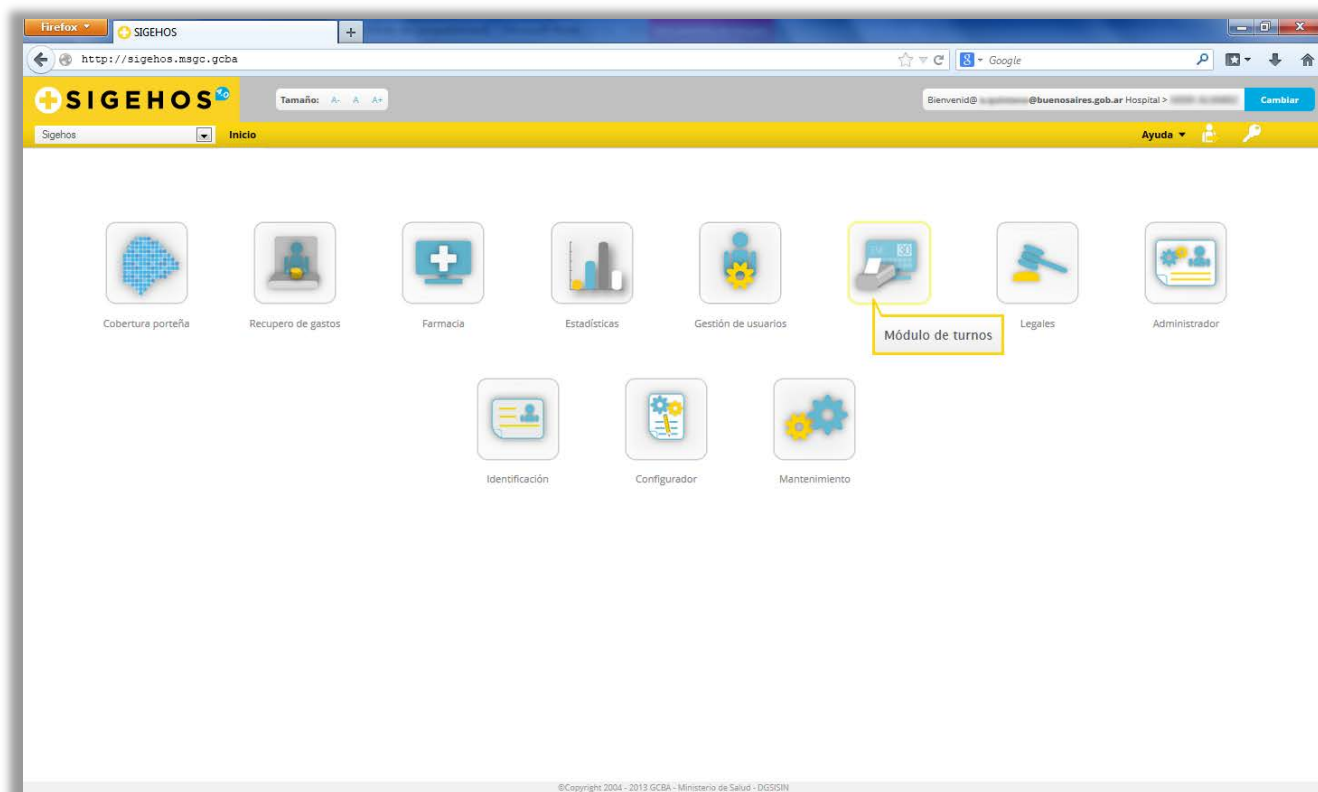 Firefox
SIGEHOS
http://sigehos.msgc.gcba
Google
SIGEHOS
Tamaño: A- A A+
Bienvenid@ @buenosaires.gob.ar Hospital >
Cambiar
Sigehos
Inicio
Ayuda
Cobertura porteña
Recupero de gastos
Farmacia
Estadísticas
Gestión de usuarios
Módulo de turnos
Legales
Administrador
Identificación
Configurador
Mantenimiento
©Copyright 2004 - 2013 GCBA - Ministerio de Salud - DGSISIN